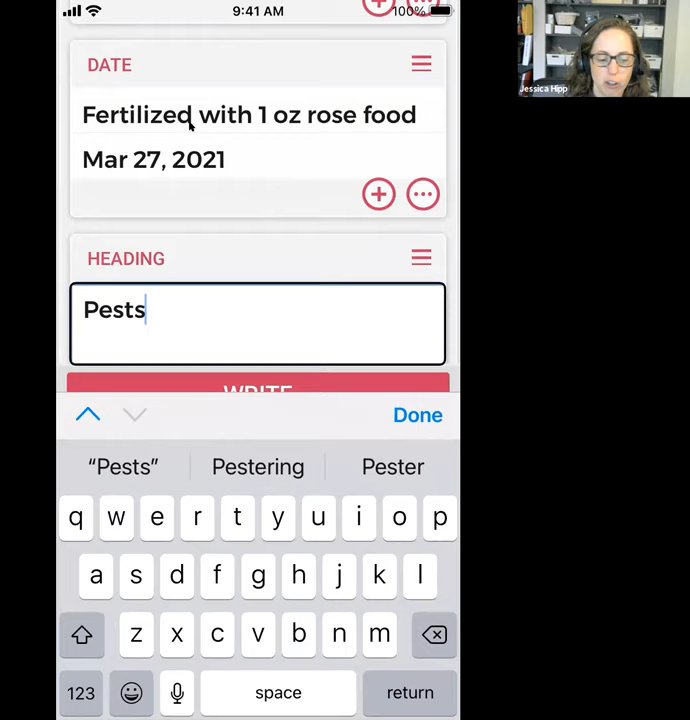 9:41 AM
100%
DATE
Fertilized with 1 oz rose food
Mar 27, 2021
HEADING
Pests
WRITE
Done
“Pests” Pestering Pester
q w e r t y u i o p
a s d f g h j k l
z x c v b n m
123 space return
Jessica Hipp